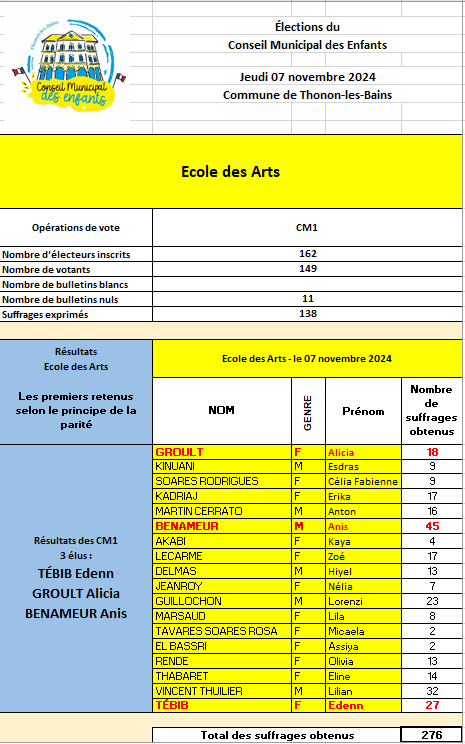 Thonon-les-Bains
Conseil Municipal
des enfants
Élections du
Conseil Municipal des Enfants
Jeudi 07 novembre 2024
Commune de Thonon-les-Bains
Ecole des Arts
Opérations de vote CM1
Nombre d'électeurs inscrits 162
Nombre de votants 149
Nombre de bulletins blancs
Nombre de bulletins nuls 11
Suffrages exprimés 138
Résultats
Ecole des Arts
Les premiers retenus
selon le principe de la
parité
Ecole des Arts - le 07 novembre 2024
NOM GENRE Prénom Nombre de suffrages obtenus
GROULT F Alicia 18
KINUANI M Esdras 9
SOARES RODRIGUES F Célia Fabienne 9
KADRIAJ F Erika 17
MARTIN CERRATO M Anton 16
BENAMEUR M Anis 45
AKABI F Kaya 4
LECARME F Zoé 17
DELMAS M Hiyel 13
JEANROY F Nélia 7
GUILLOCHON M Lorenzi 23
MARSAUD F Lila 8
TAVARES SOARES ROSA F Micaela 2
EL BASSRI F Assiya 2
RENDE F Olivia 13
THABARET F Eline 14
VINCENT THUILIER M Lilian 32
TÉBIB F Edenn 27
Résultats des CM1
3 élus :
TÉBIB Edenn
GROULT Alicia
BENAMEUR Anis
Total des suffrages obtenus 276